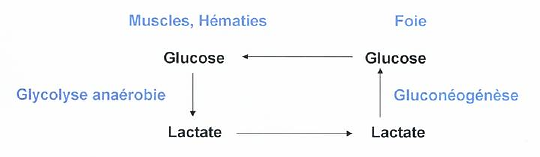 Muscles, Hématies Foie
Glucose Glucose
Glycolyse anaérobie Gluconéogénèse
Lactate Lactate